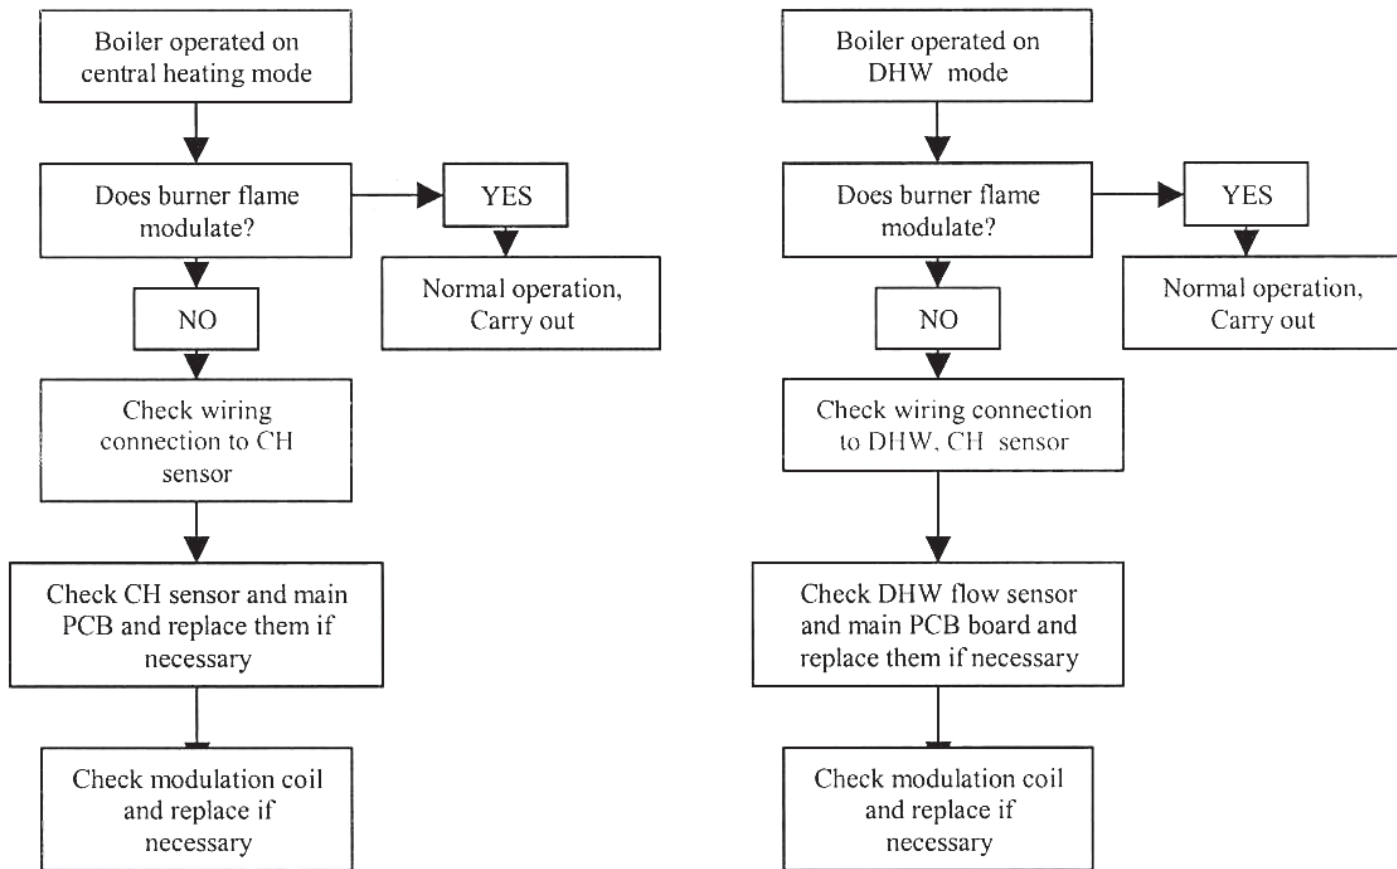 Boiler operated on
central heating mode
Does burner flame
modulate?
YES
Normal operation,
Carry out
NO
Check wiring
connection to CH
sensor
Check CH sensor and main
PCB and replace them if
necessary
Check modulation coil
and replace if
necessary
Boiler operated on
DHW mode
Does burner flame
modulate?
YES
Normal operation,
Carry out
NO
Check wiring connection
to DHW, CH sensor
Check DHW flow sensor
and main PCB board and
replace them if necessary
Check modulation coil
and replace if
necessary